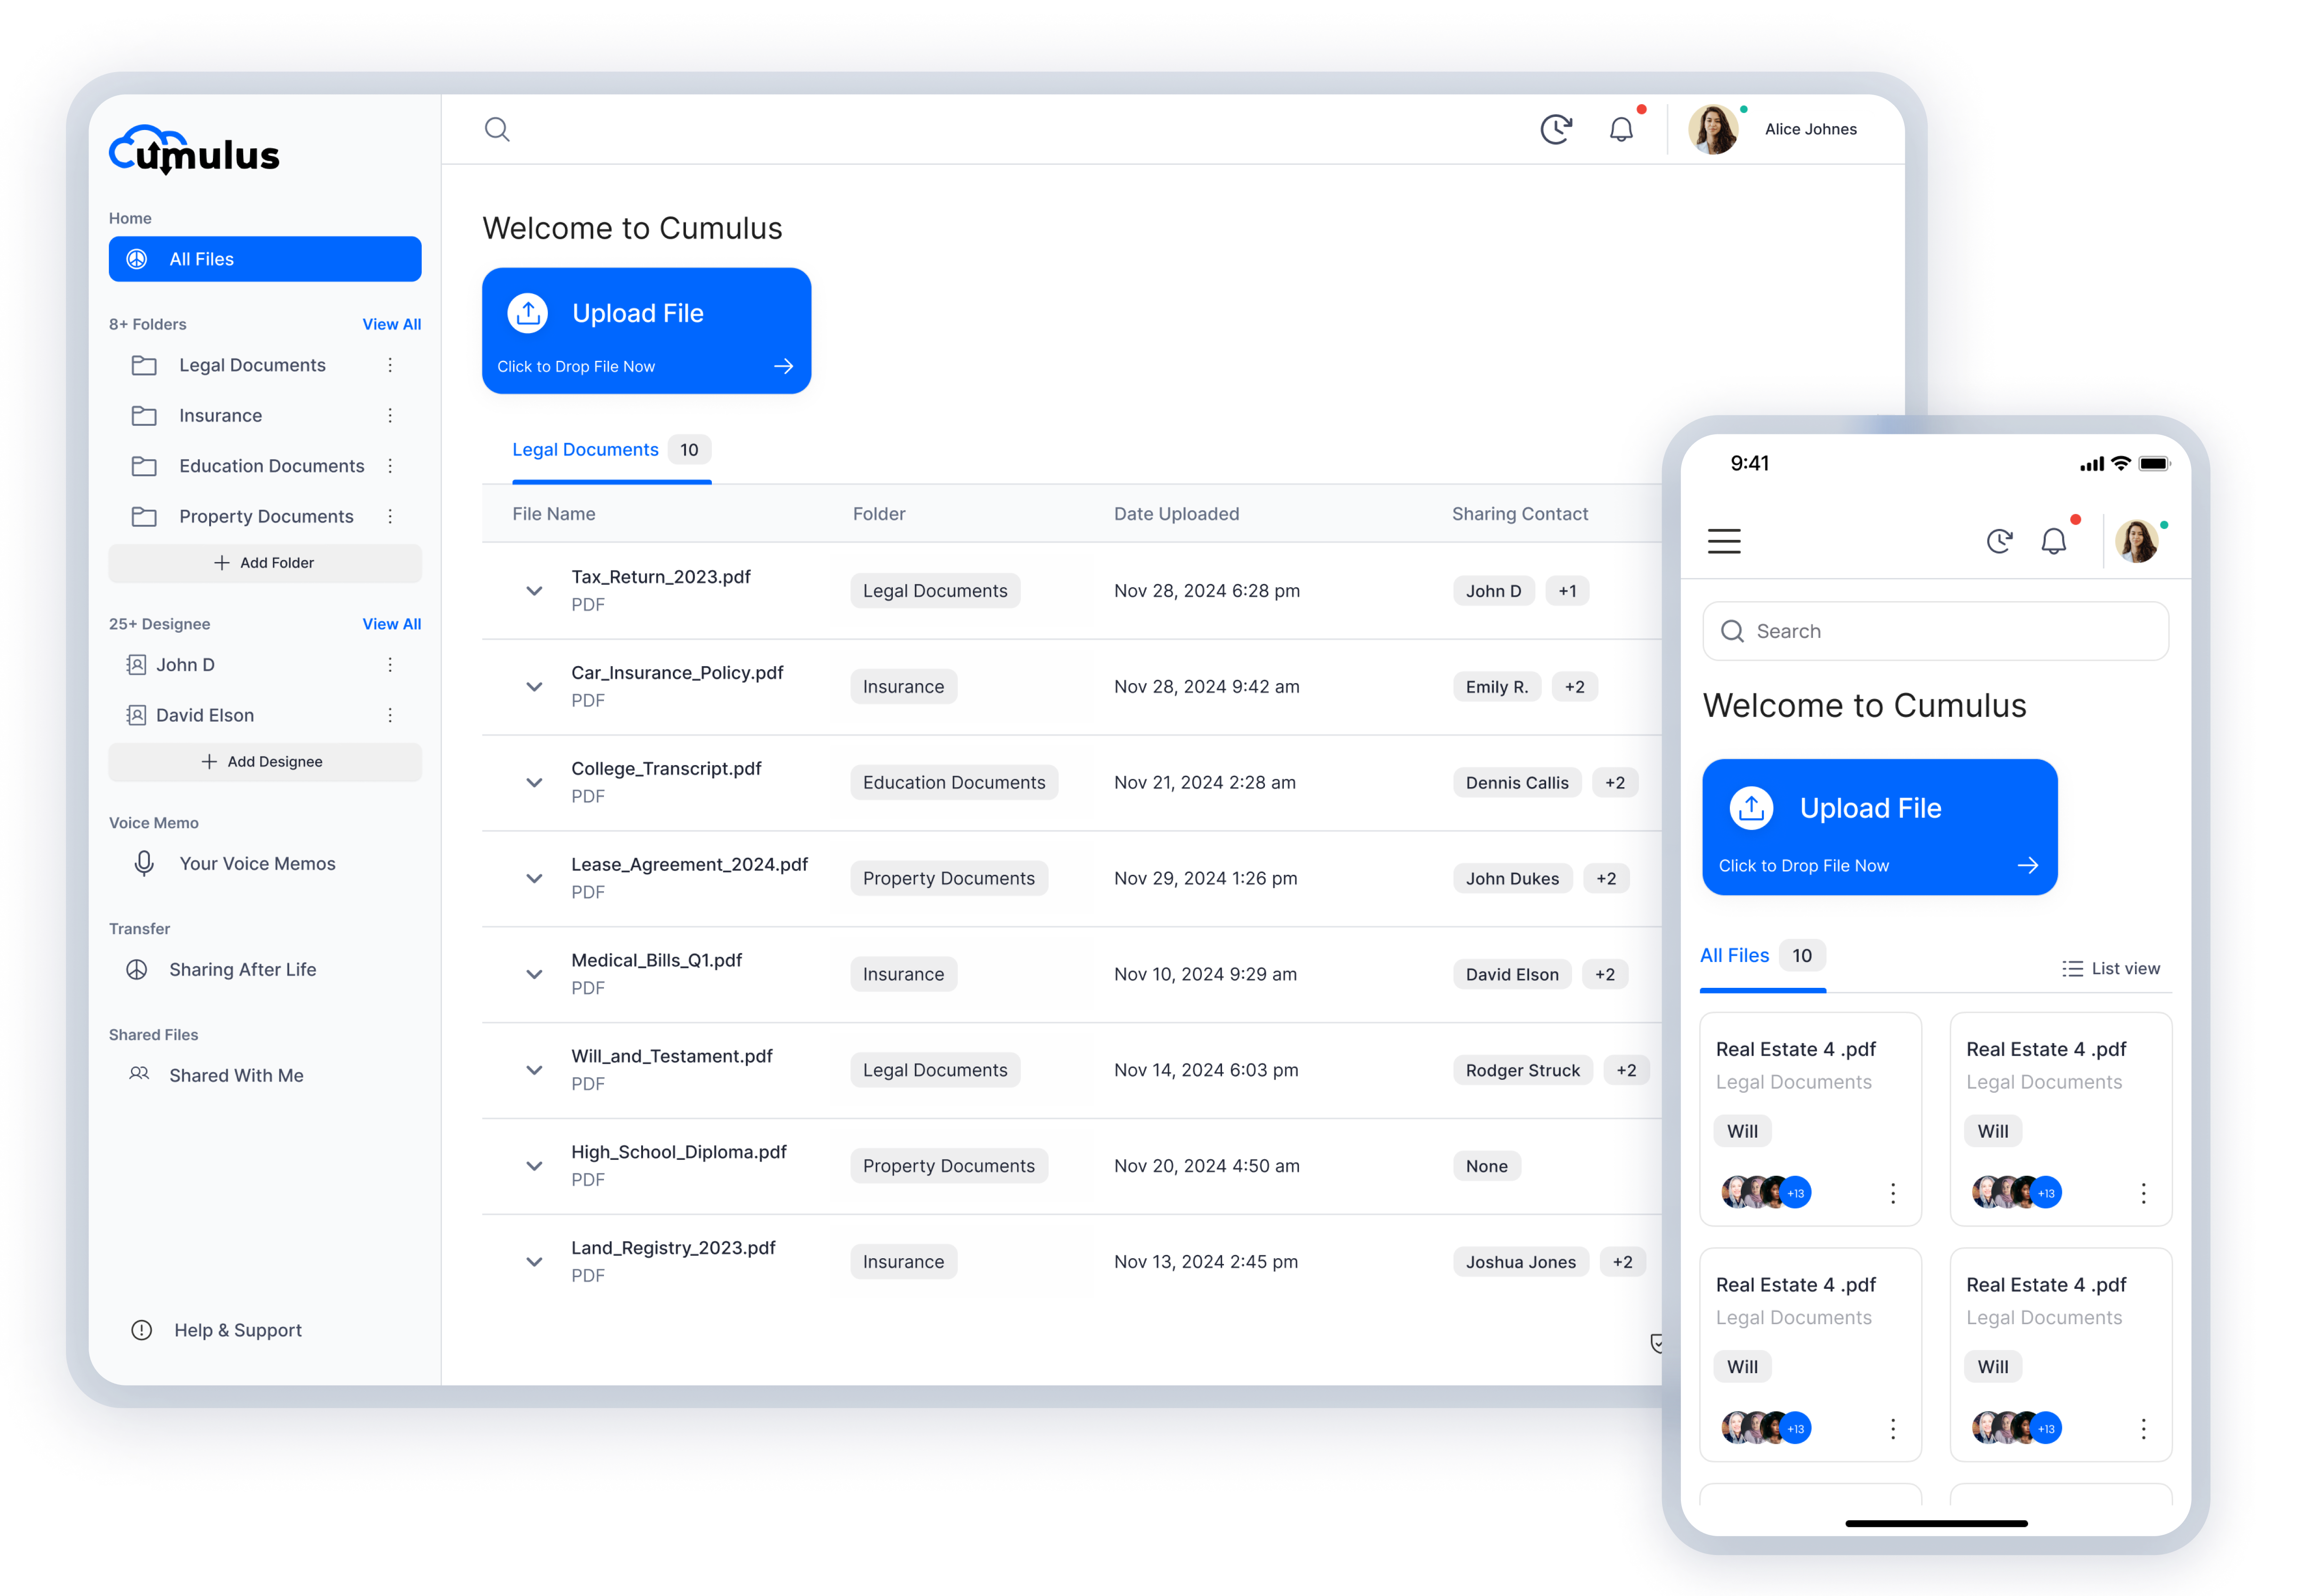 Cumulus
Home
All Files
8+ Folders View All
Legal Documents
Insurance
Education Documents
Property Documents
+ Add Folder
25+ Designee View All
John D
David Elson
+ Add Designee
Voice Memo
Your Voice Memos
Transfer
Sharing After Life
Shared Files
Shared With Me
Help & Support
Alice Johnes
Welcome to Cumulus
Upload File
Click to Drop File Now
Legal Documents 10
File Name Folder Date Uploaded Sharing Contact
Tax_Return_2023.pdf
PDF
Legal Documents Nov 28, 2024 6:28 pm John D +1
Car_Insurance_Policy.pdf
PDF
Insurance Nov 28, 2024 9:42 am Emily R. +2
College_Transcript.pdf
PDF
Education Documents Nov 21, 2024 2:28 am Dennis Callis +2
Lease_Agreement_2024.pdf
PDF
Property Documents Nov 29, 2024 1:26 pm John Dukes +2
Medical_Bills_Q1.pdf
PDF
Insurance Nov 10, 2024 9:29 am David Elson +2
Will_and_Testament.pdf
PDF
Legal Documents Nov 14, 2024 6:03 pm Rodger Struck +2
High_School_Diploma.pdf
PDF
Property Documents Nov 20, 2024 4:50 am None
Land_Registry_2023.pdf
PDF
Insurance Nov 13, 2024 2:45 pm Joshua Jones +2
9:41
Search
Welcome to Cumulus
Upload File
Click to Drop File Now
All Files 10 List view
Real Estate 4 .pdf
Legal Documents
Will
+13
Real Estate 4 .pdf
Legal Documents
Will
+13
Real Estate 4 .pdf
Legal Documents
Will
+13
Real Estate 4 .pdf
Legal Documents
Will
+13